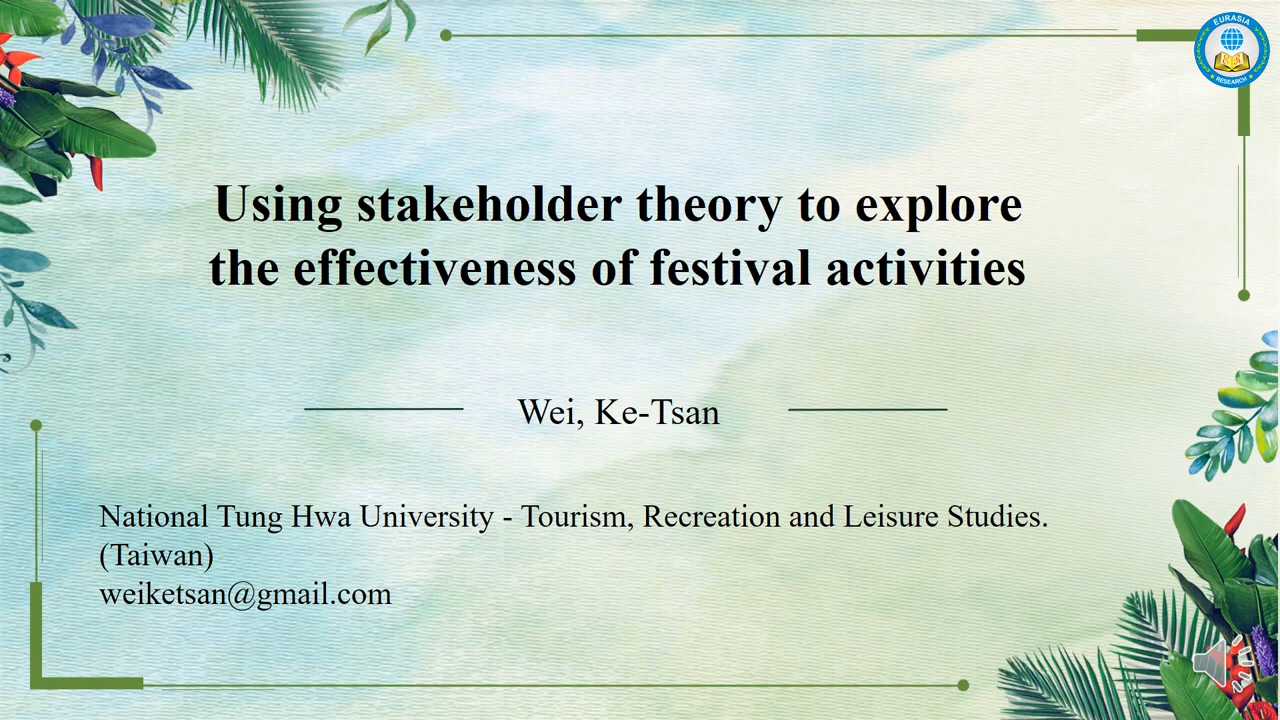 EURASIA
RESEARCH
Using stakeholder theory to explore
the effectiveness of festival activities
Wei, Ke-Tsan
National Tung Hwa University - Tourism, Recreation and Leisure Studies.
(Taiwan)
weiketsan@gmail.com